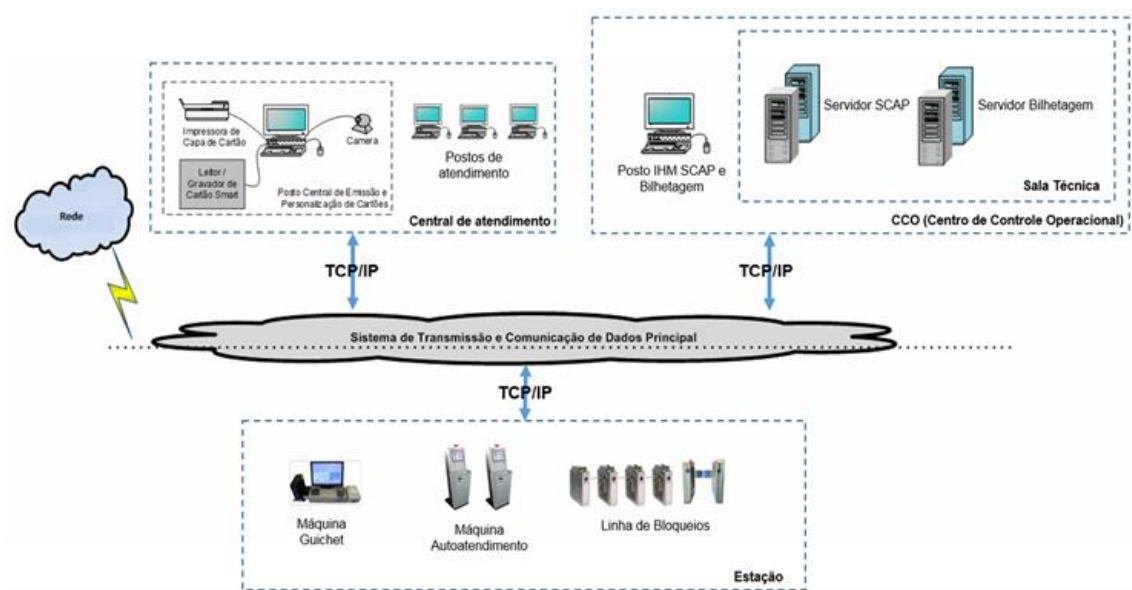 Impressora de
Capa de Cartão
Camera
Leitor /
Gravador de
Cartão Smart
Posto Central de Emissão e
Personalização de Cartões
Postos de
atendimento
Central de atendimento
Servidor SCAP
Servidor Bilhetagem
Posto IHM SCAP e
Bilhetagem
Sala Técnica
CCO (Centro de Controle Operacional)
Rede
TCP/IP
TCP/IP
Sistema de Transmissão e Comunicação de Dados Principal
TCP/IP
Máquina
Guichet
Máquina
Autoatendimento
Linha de Bloqueios
Estação